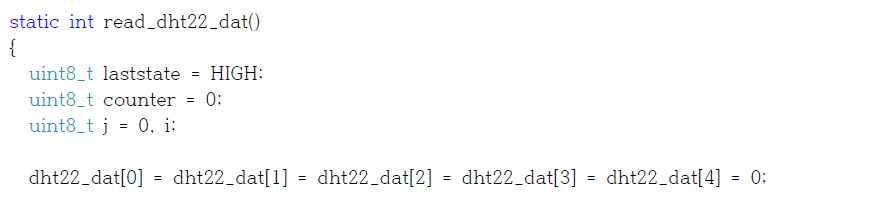 static int read_dht22_dat()
{
uint8_t laststate = HIGH;
uint8_t counter = 0;
uint8_t j = 0, i;
dht22_dat[0] = dht22_dat[1] = dht22_dat[2] = dht22_dat[3] = dht22_dat[4] = 0;